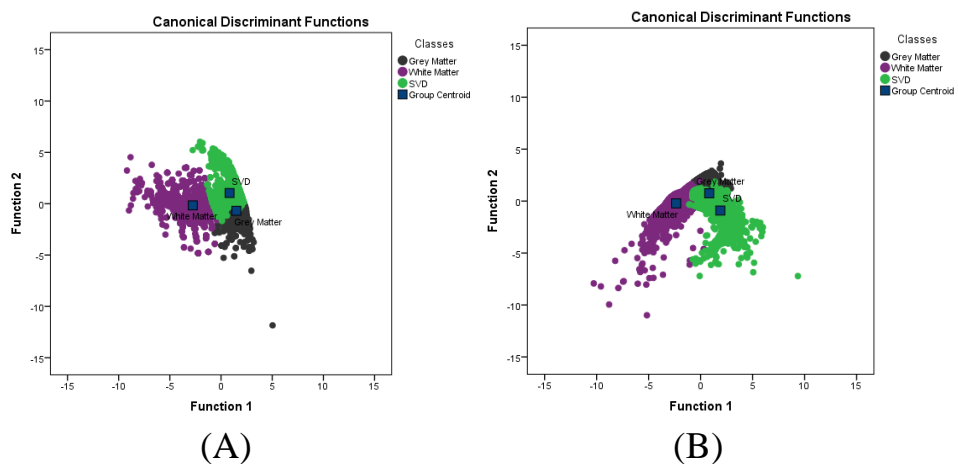 Canonical Discriminant Functions
Classes
Grey Matter
White Matter
SVD
Group Centroid
15
10
5
0
-5
-10
-15
Function 2
SVD
White Matter
Grey Matter
-15 -10 -5 0 5 10 15
Function 1
(A)
Canonical Discriminant Functions
Classes
Grey Matter
White Matter
SVD
Group Centroid
15
10
5
0
-5
-10
-15
Function 2
Grey Matter
SVD
White Matter
-15 -10 -5 0 5 10 15
Function 1
(B)